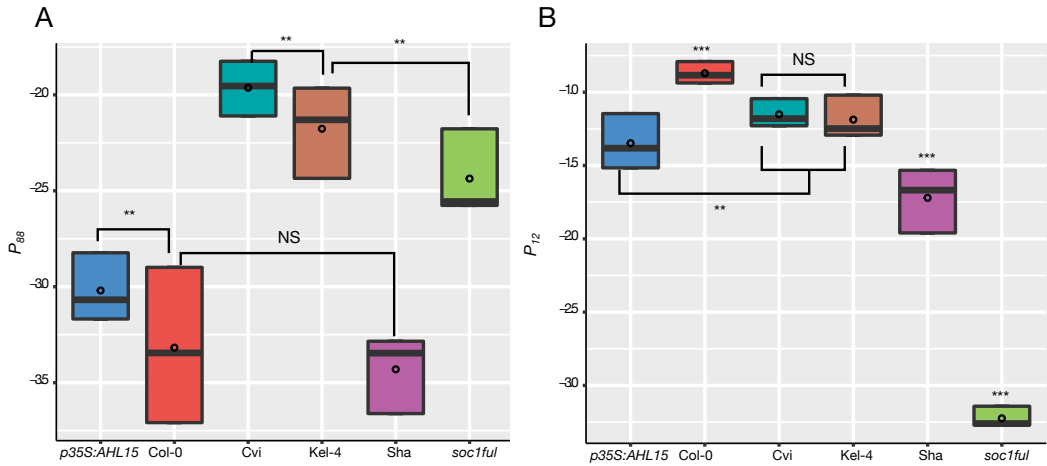 A
P88
−20
−25
−30
−35
**
**
**
NS
p35S:AHL15 Col-0 Cvi Kel-4 Sha soc1ful
B
P12
−10
−15
−20
−25
−30
***
NS
**
***
***
p35S:AHL15 Col-0 Cvi Kel-4 Sha soc1ful